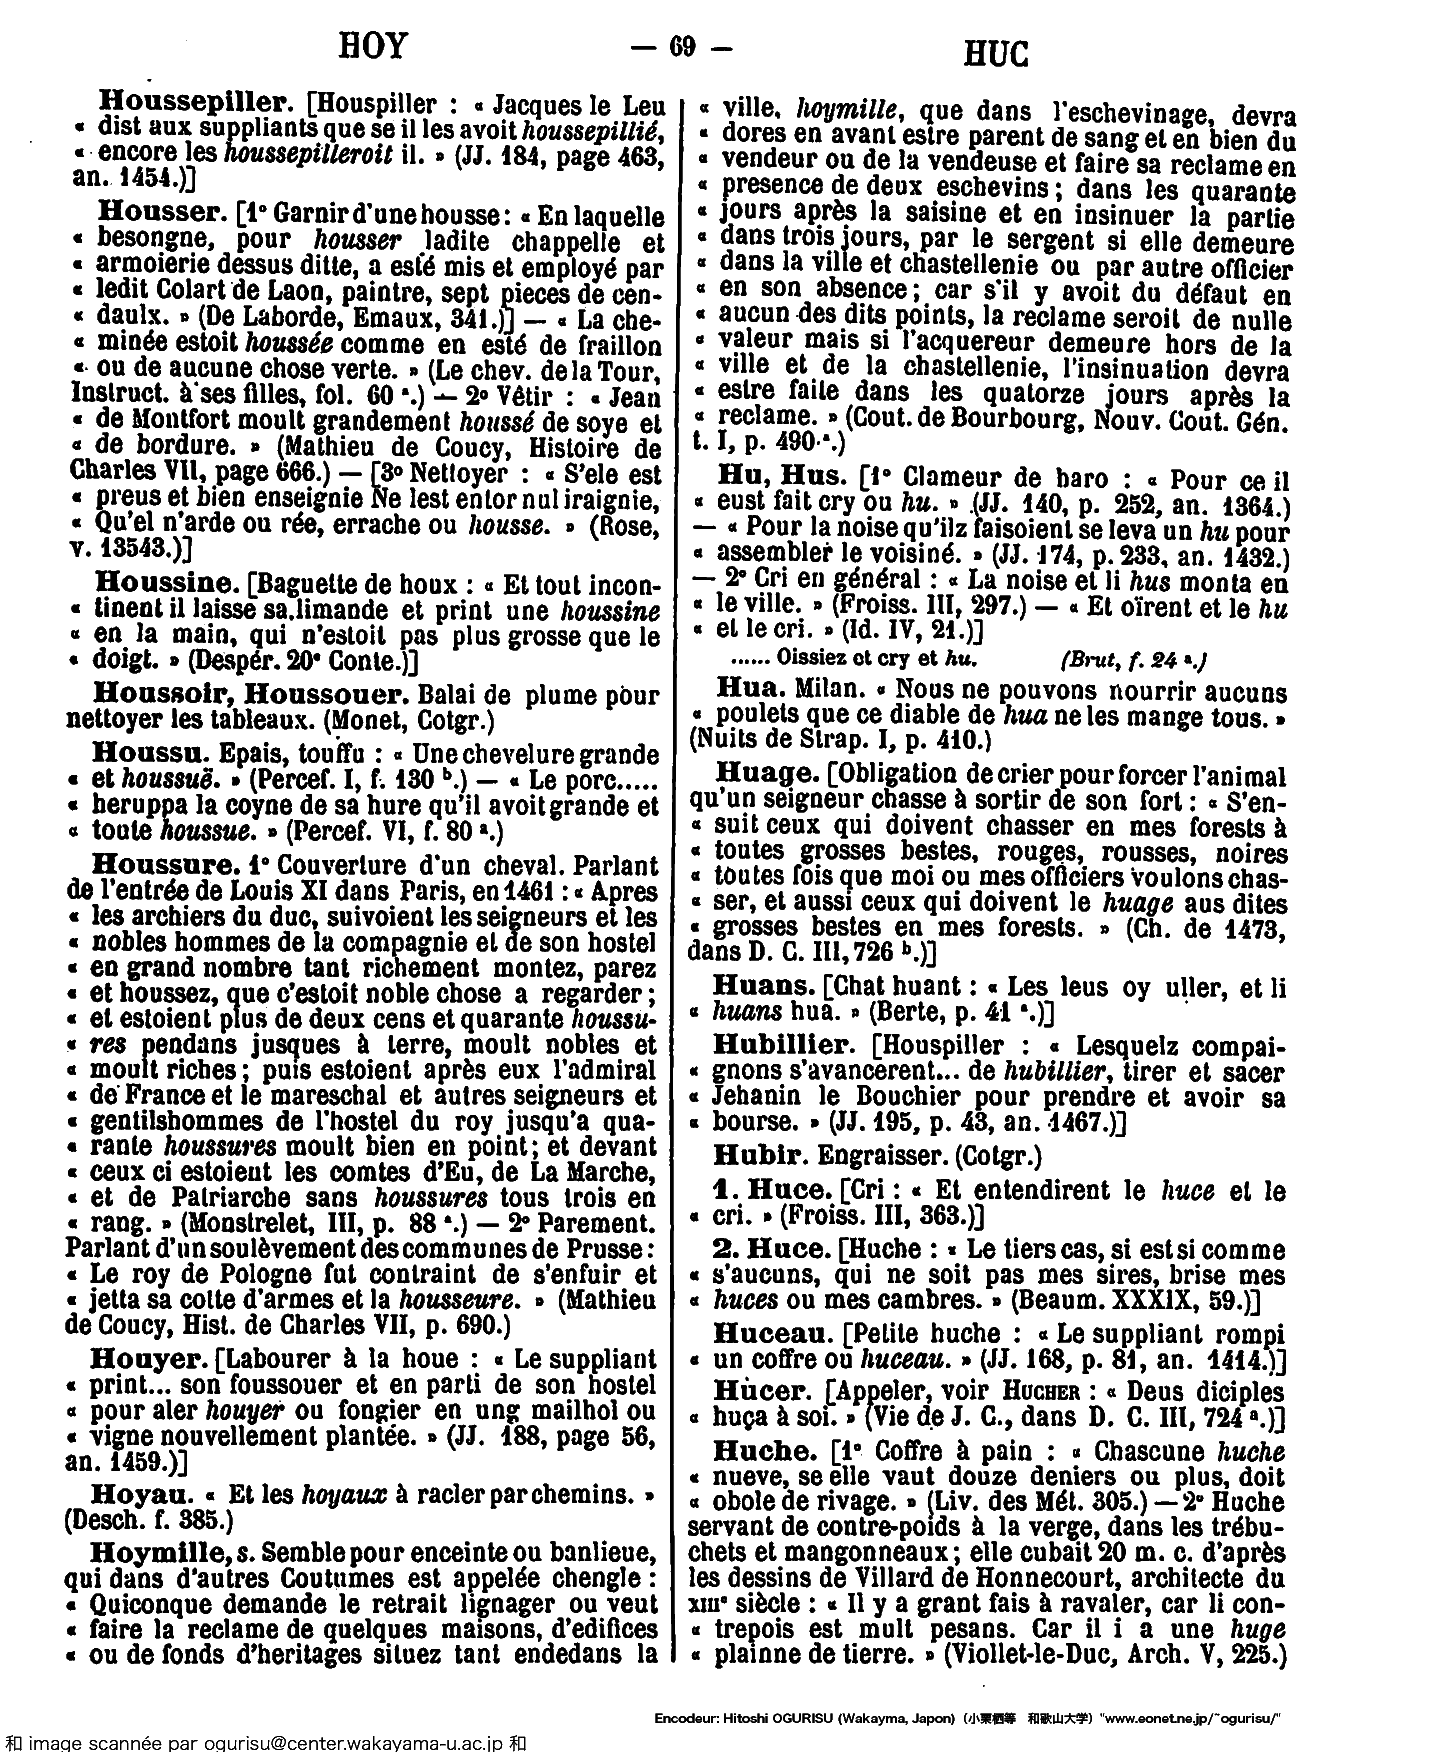 HOY — 69 — HUC
Houssepiller. [Houspiller : « Jacques le Leu
« dist aux suppliants que se il les avoit houssepillié,
« encore les houssepilleroit il. » (JJ. 184, page 463,
an. 1454.)]
Housser. [1° Garnir d'une housse : « En laquelle
« besongne, pour housser ladite chappelle et
« armoierie dessus ditte, a esté mis et employé par
« ledit Colart de Laon, paintre, sept pieces de cen-
« daulx. » (De Laborde, Emaux, 341.)] — « La che-
« minée estoit houssée comme en esté de fraillon
« ou de aucune chose verte. » (Le chev. de la Tour,
Instruct. à ses filles, fol. 60 ª.) — 2° Vêtir : « Jean
« de Montfort moult grandement houssé de soye et
« de bordure. » (Mathieu de Coucy, Histoire de
Charles VII, page 666.) — [3° Nettoyer : « S'ele est
« preus et bien enseignie Ne lest entor nul iraignie,
« Qu'el n'arde ou rée, errache ou housse. » (Rose,
v. 13543.)]
Houssine. [Baguette de houx : « Et tout incon-
« tinent il laisse sa limande et print une houssine
« en la main, qui n'estoit pas plus grosse que le
« doigt. » (Despér. 20e Conte.)]
Houssoir, Houssouer. Balai de plume pour
nettoyer les tableaux. (Monet, Cotgr.)
Houssu. Epais, touffu : « Une chevelure grande
« et houssuë. » (Percef. I, f. 130 b.) — « Le porc.....
« heruppa la coyne de sa hure qu'il avoit grande et
« toute houssue. » (Percef. VI, f. 80 ª.)
Houssure. 1° Couverture d'un cheval. Parlant
de l'entrée de Louis XI dans Paris, en 1461 : « Apres
« les archiers du duc, suivoient les seigneurs et les
« nobles hommes de la compagnie et de son hostel
« en grand nombre tant richement montez, parez
« et houssez, que c'estoit noble chose a regarder ;
« et estoient plus de deux cens et quarante houssu-
« res pendans jusques à terre, moult nobles et
« moult riches ; puis estoient après eux l'admiral
« de France et le mareschal et autres seigneurs et
« gentilshommes de l'hostel du roy jusqu'a qua-
« rante houssures moult bien en point ; et devant
« ceux ci estoient les comtes d'Eu, de La Marche,
« et de Patriarche sans houssures tous trois en
« rang. » (Monstrelet, III, p. 88 ª.) — 2° Parement.
Parlant d'un soulèvement des communes de Prusse :
« Le roy de Pologne fut contraint de s'enfuir et
« jetta sa cotte d'armes et la housseure. » (Mathieu
de Coucy, Hist. de Charles VII, p. 690.)
Houyer. [Labourer à la houe : « Le suppliant
« print... son foussouer et en parti de son hostel
« pour aler houyer ou fongier en ung mailhol ou
« vigne nouvellement plantée. » (JJ. 188, page 56,
an. 1459.)]
Hoyau. « Et les hoyaux à racler par chemins. »
(Desch. f. 385.)
Hoymille, s. Semble pour enceinte ou banlieue,
qui dans d'autres Coutumes est appelée chengle :
« Quiconque demande le retrait lignager ou veut
« faire la reclame de quelques maisons, d'edifices
« ou de fonds d'heritages situez tant endedans la
« ville, hoymille, que dans l'eschevinage, devra
« dores en avant estre parent de sang et en bien du
« vendeur ou de la vendeuse et faire sa reclame en
« presence de deux eschevins ; dans les quarante
« jours après la saisine et en insinuer la partie
« dans trois jours, par le sergent si elle demeure
« dans la ville et chastellenie ou par autre officier
« en son absence ; car s'il y avoit du défaut en
« aucun des dits points, la reclame seroit de nulle
« valeur mais si l'acquereur demeure hors de la
« ville et de la chastellenie, l'insinuation devra
« estre faite dans les quatorze jours après la
« reclame. » (Cout. de Bourbourg, Nouv. Cout. Gén.
t. I, p. 490 ª.)
Hu, Hus. [1° Clameur de haro : « Pour ce il
« eust fait cry ou hu. » (JJ. 140, p. 252, an. 1364.)
— « Pour la noise qu'ilz faisoient se leva un hu pour
« assembler le voisiné. » (JJ. 174, p. 233, an. 1432.)
— 2° Cri en général : « La noise et li hus monta en
« le ville. » (Froiss. III, 297.) — « Et oïrent et le hu
« et le cri. » (Id. IV, 21.)]
...... Oissiez et cry et hu. (Brut, f. 24 ª.)
Hua. Milan. « Nous ne pouvons nourrir aucuns
« poulets que ce diable de hua ne les mange tous. »
(Nuits de Strap. I, p. 410.)
Huage. [Obligation de crier pour forcer l'animal
qu'un seigneur chasse à sortir de son fort : « S'en-
« suit ceux qui doivent chasser en mes forests à
« toutes grosses bestes, rouges, rousses, noires
« toutes fois que moi ou mes officiers voulons chas-
« ser, et aussi ceux qui doivent le huage aus dites
« grosses bestes en mes forests. » (Ch. de 1473,
dans D. C. III, 726 b.)]
Huans. [Chat huant : « Les leus oy uller, et li
« huans hua. » (Berte, p. 41 ª.)]
Hubillier. [Houspiller : « Lesquelz compai-
« gnons s'avancerent... de hubillier, tirer et sacer
« Jehanin le Bouchier pour prendre et avoir sa
« bourse. » (JJ. 195, p. 43, an. 1467.)]
Hubir. Engraisser. (Cotgr.)
1. Huce. [Cri : « Et entendirent le huce et le
« cri. » (Froiss. III, 363.)]
2. Huce. [Huche : « Le tiers cas, si est si comme
« s'aucuns, qui ne soit pas mes sires, brise mes
« huces ou mes cambres. » (Beaum. XXXIX, 59.)]
Huceau. [Petite huche : « Le suppliant rompi
« un coffre ou huceau. » (JJ. 168, p. 81, an. 1414.)]
Hucer. [Appeler, voir HUCHER : « Deus diciples
« huça à soi. » (Vie de J. C., dans D. C. III, 724 ª.)]
Huche. [1° Coffre à pain : « Chascune huche
« nueve, se elle vaut douze deniers ou plus, doit
« obole de rivage. » (Liv. des Mét. 305.) — 2° Huche
servant de contre-poids à la verge, dans les trébu-
chets et mangonneaux ; elle cubait 20 m. c. d'après
les dessins de Villard de Honnecourt, architecte du
XIIIe siècle : « Il y a grant fais à ravaler, car li con-
« trepois est mult pesans. Car il i a une huge
« plainne de tierre. » (Viollet-le-Duc, Arch. V, 225.)
Encodeur: Hitoshi OGURISU (Wakayma, Japon) (小栗栖等 和歌山大学) "www.eonet.ne.jp/~ogurisu/"
和 image scannée par ogurisu@center.wakayama-u.ac.jp 和